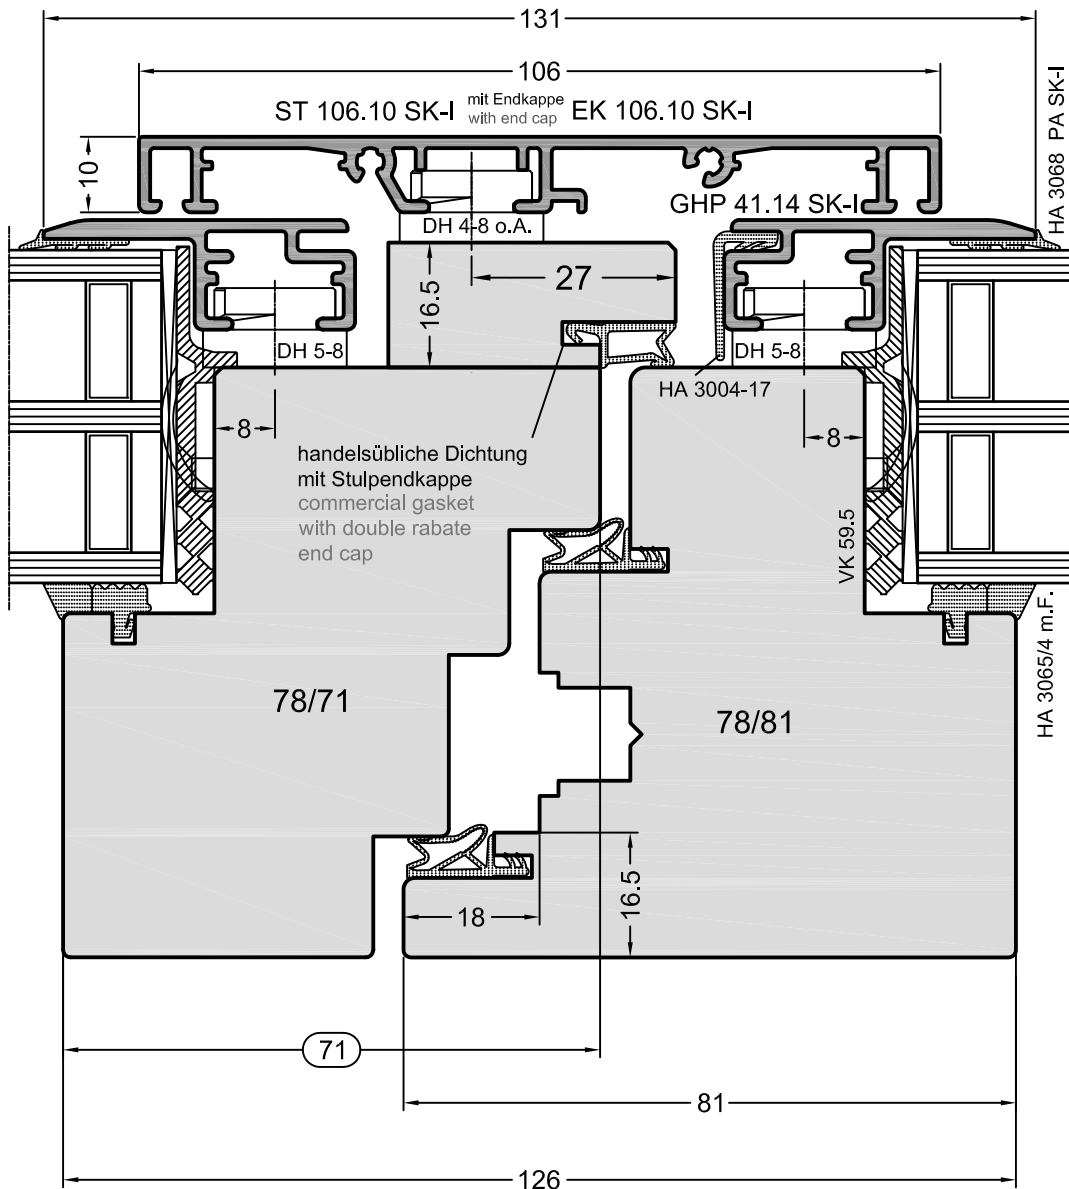 131
106
ST 106.10 SK-I mit Endkappe EK 106.10 SK-I
with end cap
HA 3068 PA SK-I
10
GHP 41.14 SK-I
DH 4-8 o.A.
27
16.5
DH 5-8
DH 5-8
HA 3004-17
8
8
handelsübliche Dichtung
mit Stulpendkappe
commercial gasket
with double rabate
end cap
VK 59.5
HA 3065/4 m.F.
78/71
78/81
18
16.5
71
81
126